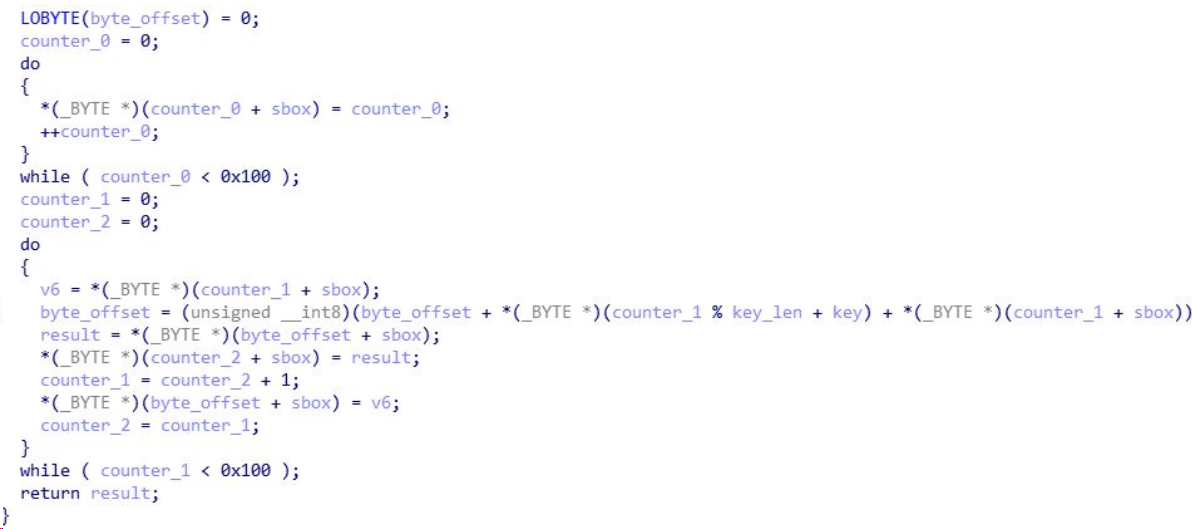 LOBYTE(byte_offset) = 0;
counter_0 = 0;
do
{
*(_BYTE *)(counter_0 + sbox) = counter_0;
++counter_0;
}
while ( counter_0 < 0x100 );
counter_1 = 0;
counter_2 = 0;
do
{
v6 = *(_BYTE *)(counter_1 + sbox);
byte_offset = (unsigned __int8)(byte_offset + *(_BYTE *)(counter_1 % key_len + key) + *(_BYTE *)(counter_1 + sbox))
result = *(_BYTE *)(byte_offset + sbox);
*(_BYTE *)(counter_2 + sbox) = result;
counter_1 = counter_2 + 1;
*(_BYTE *)(byte_offset + sbox) = v6;
counter_2 = counter_1;
}
while ( counter_1 < 0x100 );
return result;
}